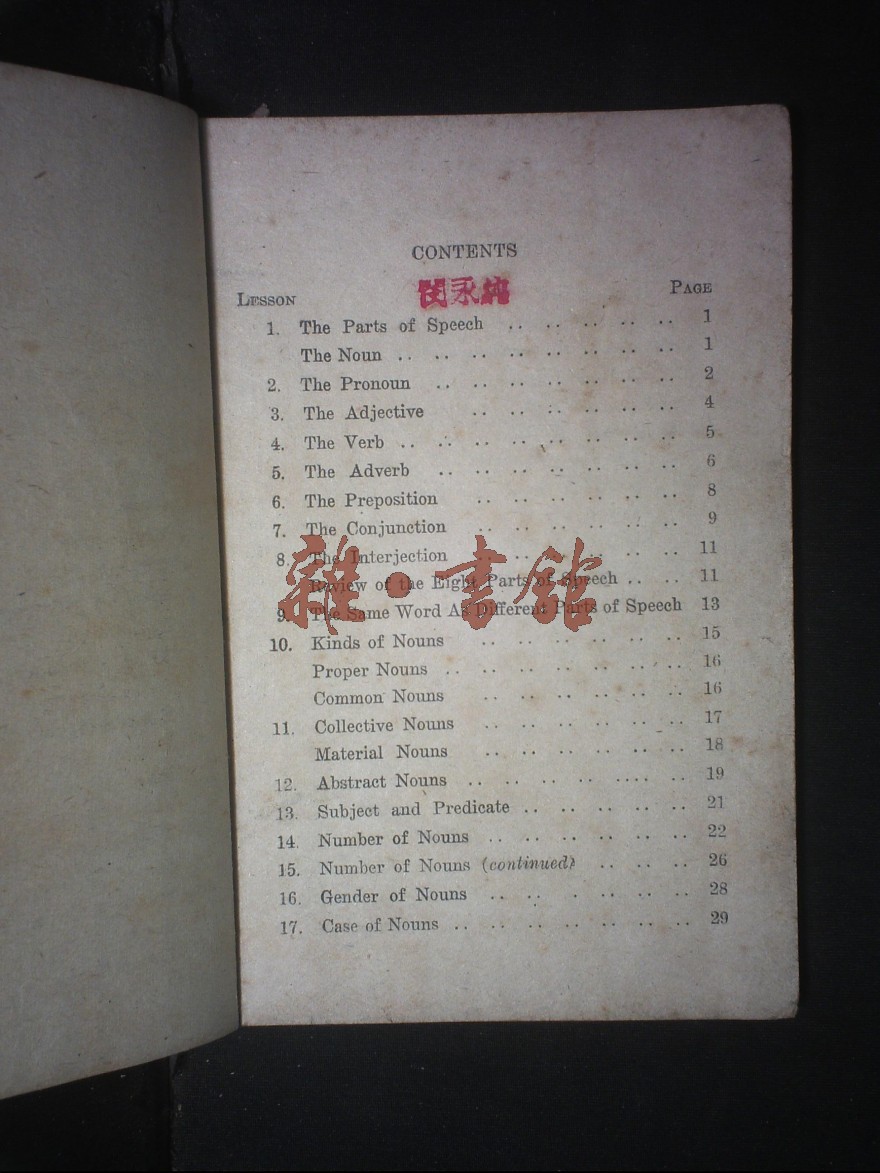 CONTENTS
閔永純
LESSON PAGE
1. The Parts of Speech .. .. .. .. .. 1
The Noun .. .. .. .. .. .. .. .. 1
2. The Pronoun .. .. .. .. .. .. .. 2
3. The Adjective .. .. .. .. .. .. 4
4. The Verb .. .. .. .. .. .. .. .. 5
5. The Adverb .. .. .. .. .. .. .. 6
6. The Preposition .. .. .. .. .. .. 8
7. The Conjunction .. .. .. .. .. .. 9
8. The Interjection .. .. .. .. .. 11
Review of the Eight Parts of Speech .. .. 11
9. The Same Word As Different Parts of Speech 13
雜·書館
10. Kinds of Nouns .. .. .. .. .. .. 15
Proper Nouns .. .. .. .. .. .. .. 16
Common Nouns .. .. .. .. .. .. 16
11. Collective Nouns .. .. .. .. .. .. 17
Material Nouns .. .. .. .. .. .. 18
12. Abstract Nouns .. .. .. .. .... .. 19
13. Subject and Predicate .. .. .. .. .. 21
14. Number of Nouns .. .. .. .. .. .. 22
15. Number of Nouns (continued) .. .. .. 26
16. Gender of Nouns .. .. . .. .. .. 28
17. Case of Nouns .. .. .. .. .. .. .. 29